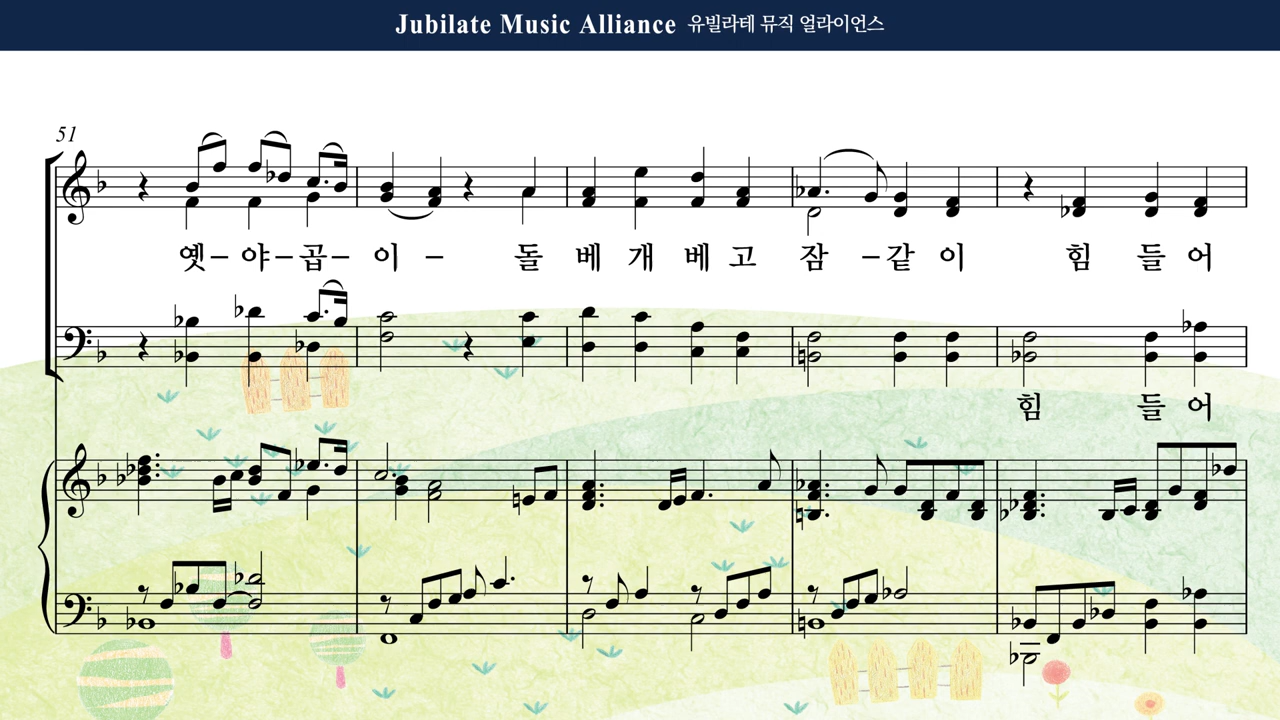 Jubilate Music Alliance 유빌라테 뮤직 얼라이언스
51
옛-야-곱-이 - 돌 베 개 베 고 잠 -같 이 힘 들 어
힘 들 어